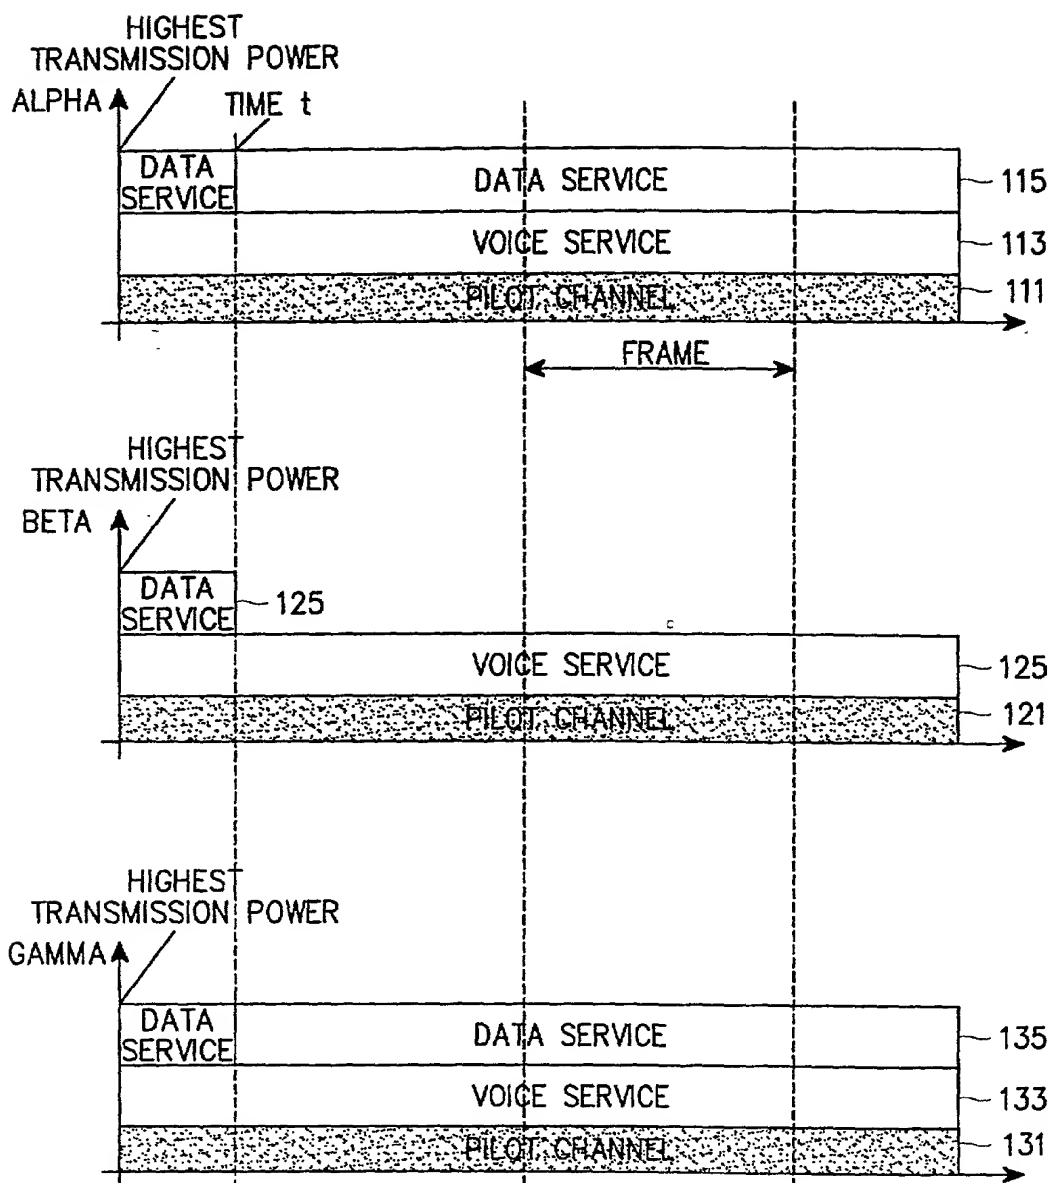 HIGHEST
TRANSMISSION POWER
ALPHA
TIME t
DATA
SERVICE
DATA SERVICE
115
VOICE SERVICE
113
PILOT CHANNEL
111
FRAME
HIGHEST
TRANSMISSION POWER
BETA
DATA
SERVICE
125
VOICE SERVICE
125
PILOT CHANNEL
121
HIGHEST
TRANSMISSION POWER
GAMMA
DATA
SERVICE
DATA SERVICE
135
VOICE SERVICE
133
PILOT CHANNEL
131